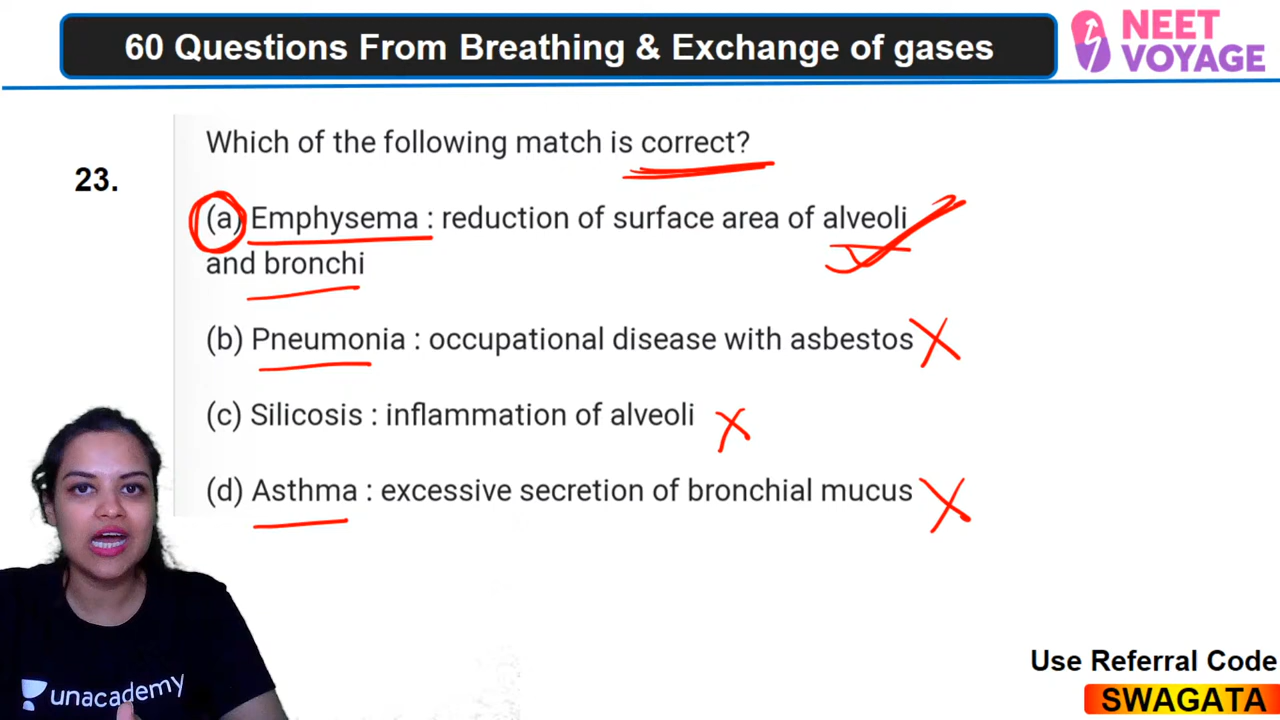 60 Questions From Breathing & Exchange of gases
NEET
VOYAGE
23.
Which of the following match is correct?
(a) Emphysema : reduction of surface area of alveoli
and bronchi
(b) Pneumonia : occupational disease with asbestos
(c) Silicosis : inflammation of alveoli
(d) Asthma : excessive secretion of bronchial mucus
unacademy
Use Referral Code
SWAGATA